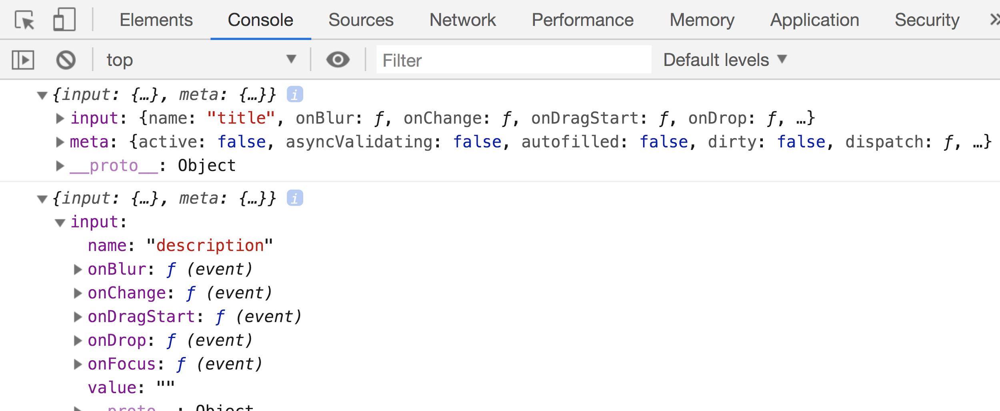 Elements Console Sources Network Performance Memory Application Security »
top ▼ Filter Default levels ▼
▼ {input: {…}, meta: {…}} i
▶ input: {name: "title", onBlur: ƒ, onChange: ƒ, onDragStart: ƒ, onDrop: ƒ, …}
▶ meta: {active: false, asyncValidating: false, autofilled: false, dirty: false, dispatch: ƒ, …}
▶ __proto__: Object
▼ {input: {…}, meta: {…}} i
▼ input:
name: "description"
▶ onBlur: ƒ (event)
▶ onChange: ƒ (event)
▶ onDragStart: ƒ (event)
▶ onDrop: ƒ (event)
▶ onFocus: ƒ (event)
value: ""
▶ __proto__: Object